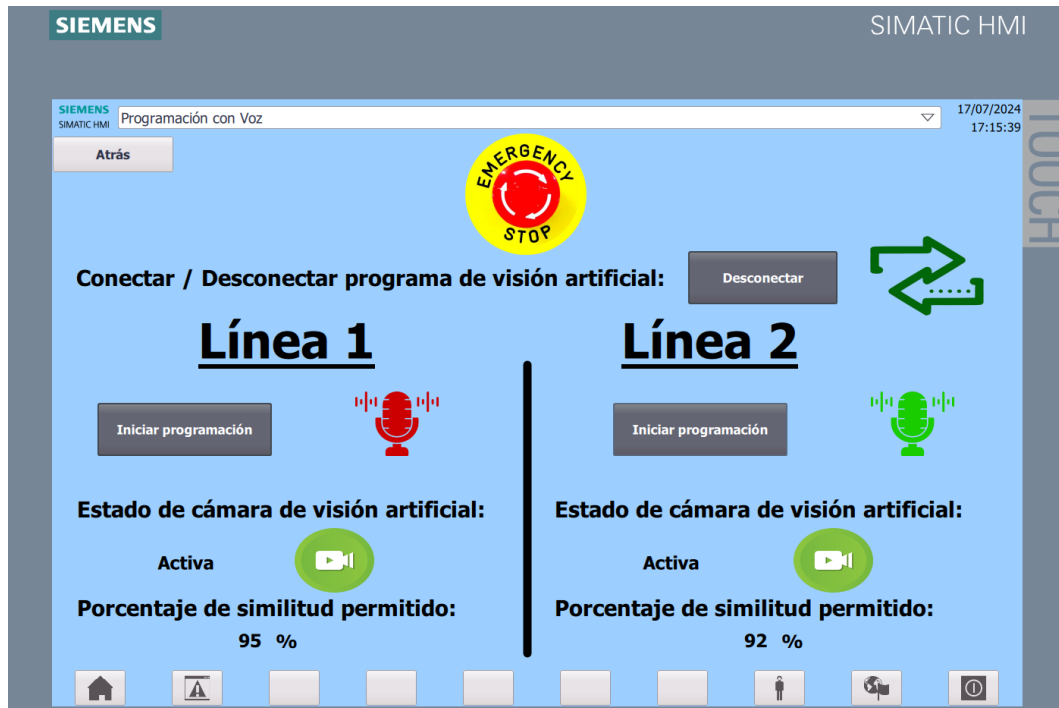 SIEMENS
SIMATIC HMI
SIEMENS
SIMATIC HMI
Programación con Voz
17/07/2024
17:15:39
TOUCH
Atrás
EMERGENCY
STOP
Conectar / Desconectar programa de visión artificial:
Desconectar
Línea 1
Línea 2
Iniciar programación
Iniciar programación
Estado de cámara de visión artificial:
Estado de cámara de visión artificial:
Activa
Activa
Porcentaje de similitud permitido:
Porcentaje de similitud permitido:
95 %
92 %